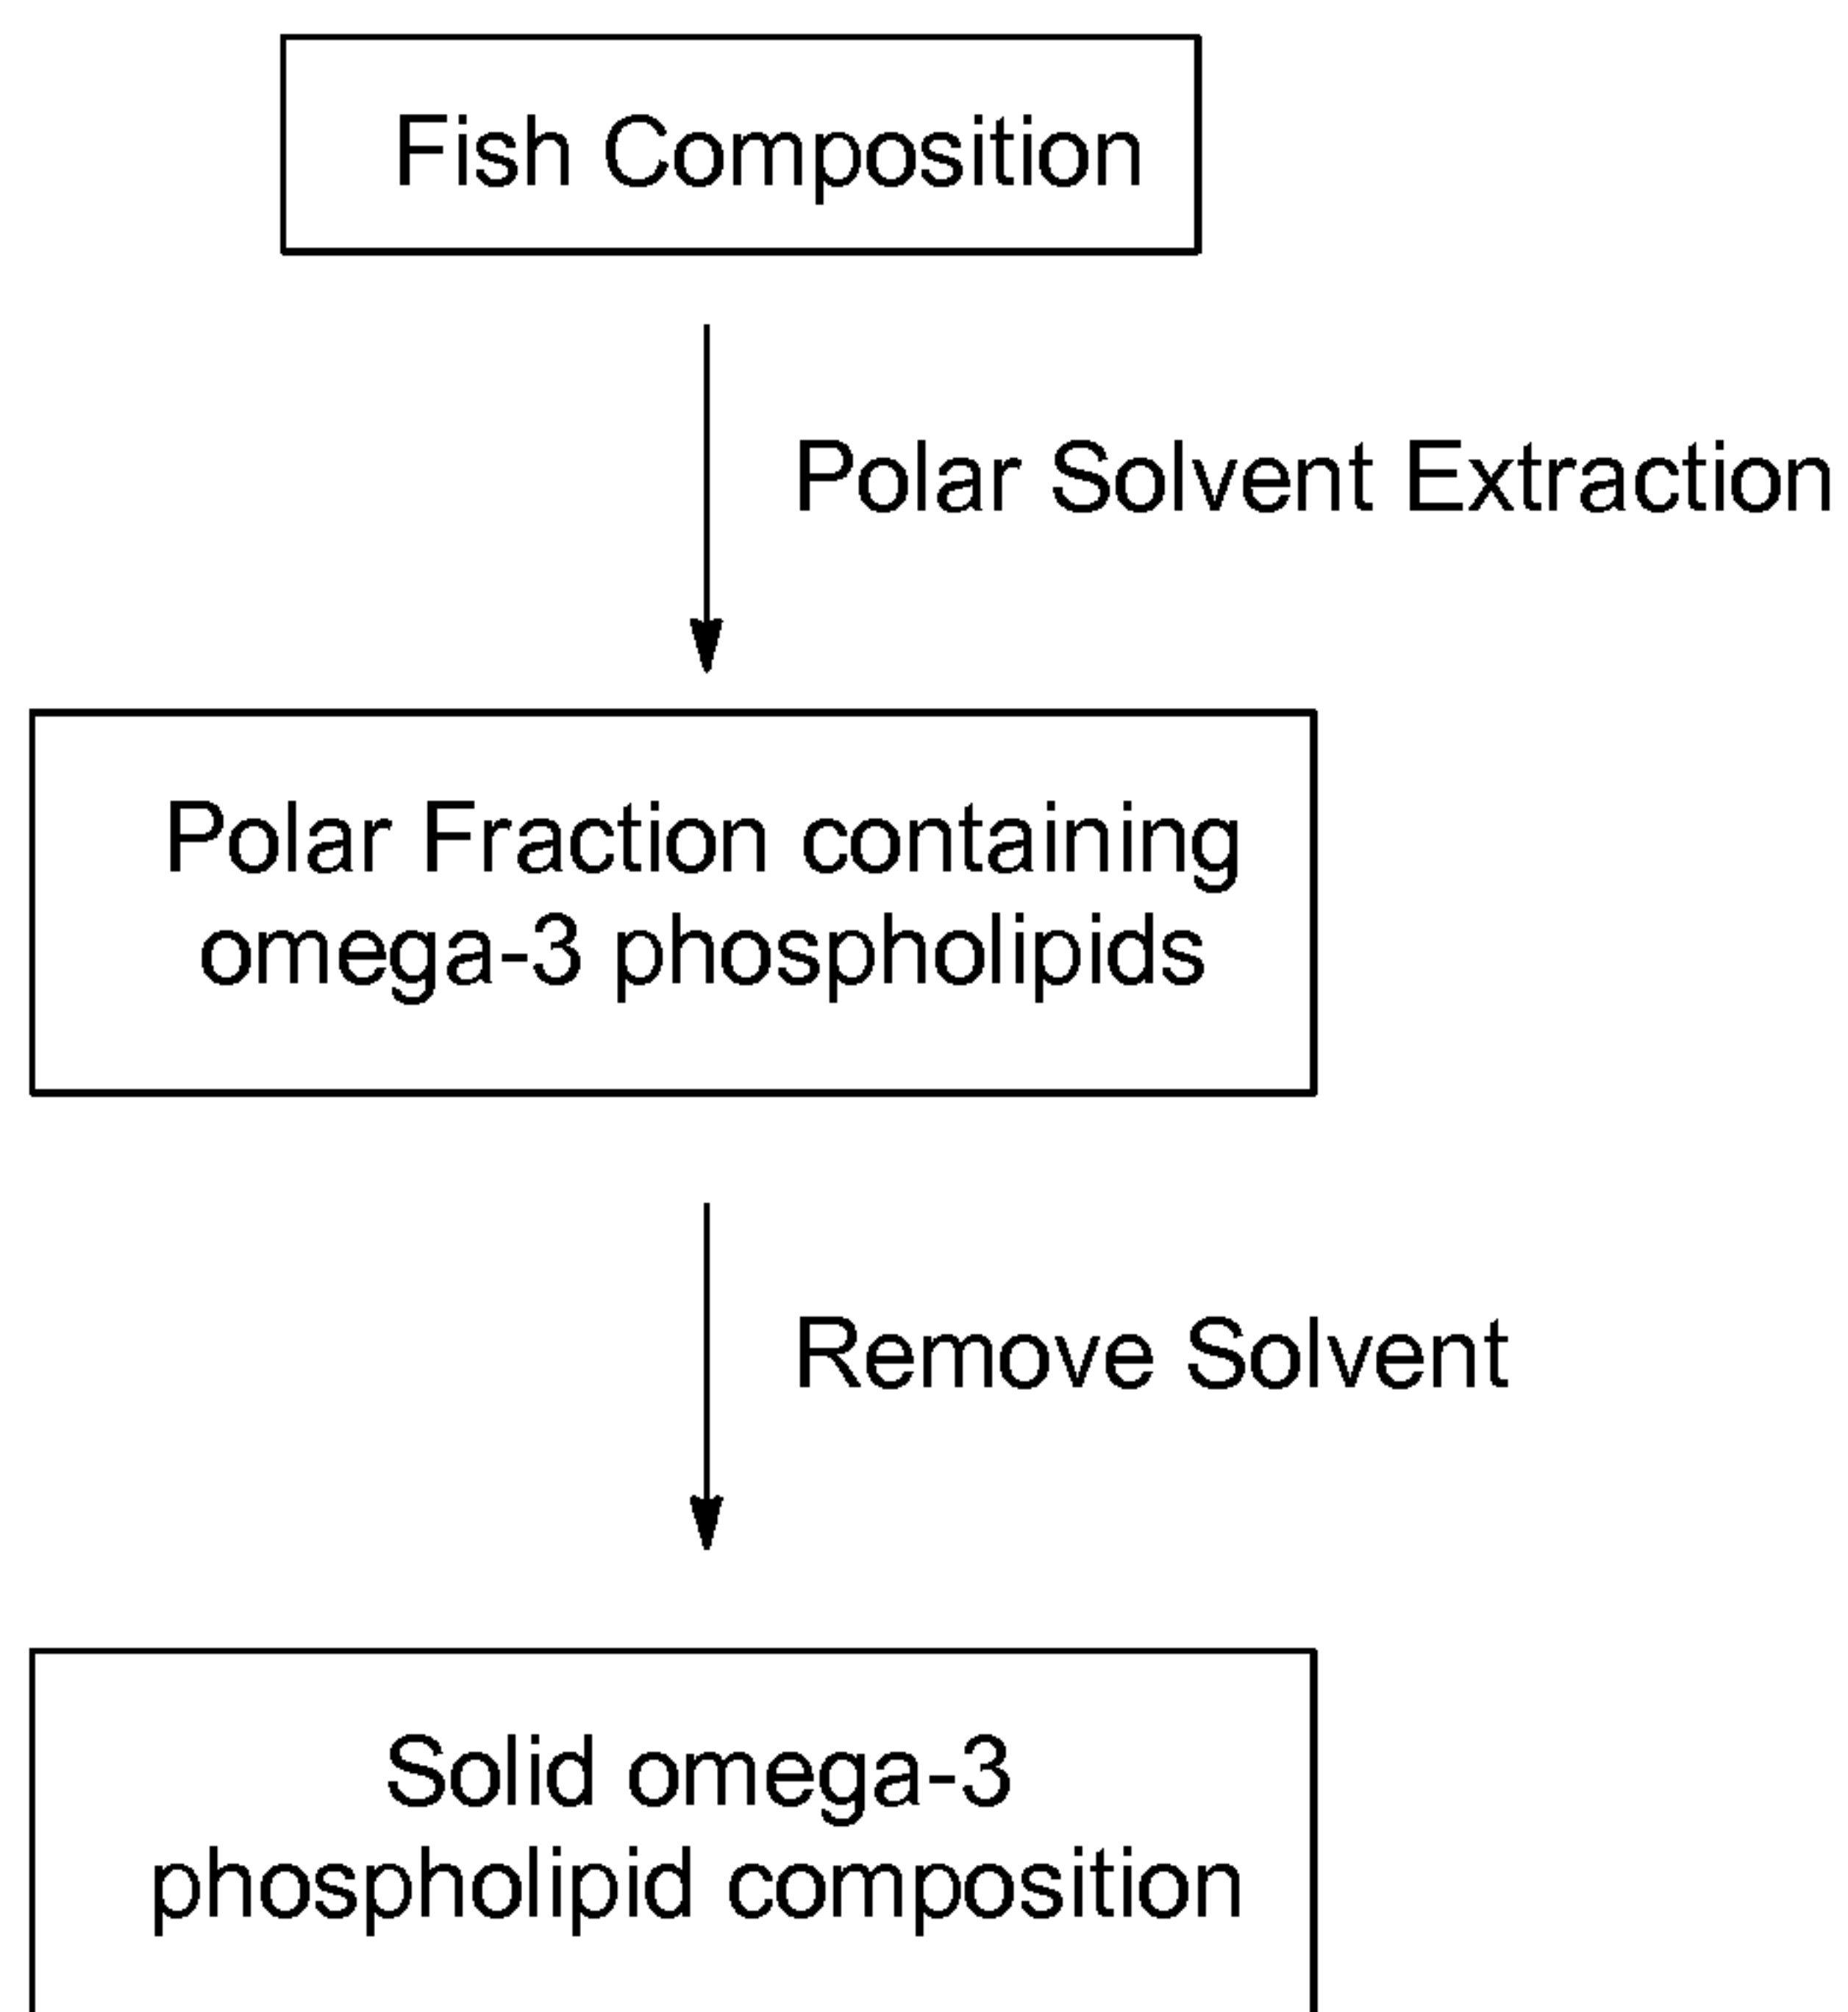 Fish Composition
Polar Solvent Extraction
Polar Fraction containing
omega-3 phospholipids
Remove Solvent
Solid omega-3
phospholipid composition